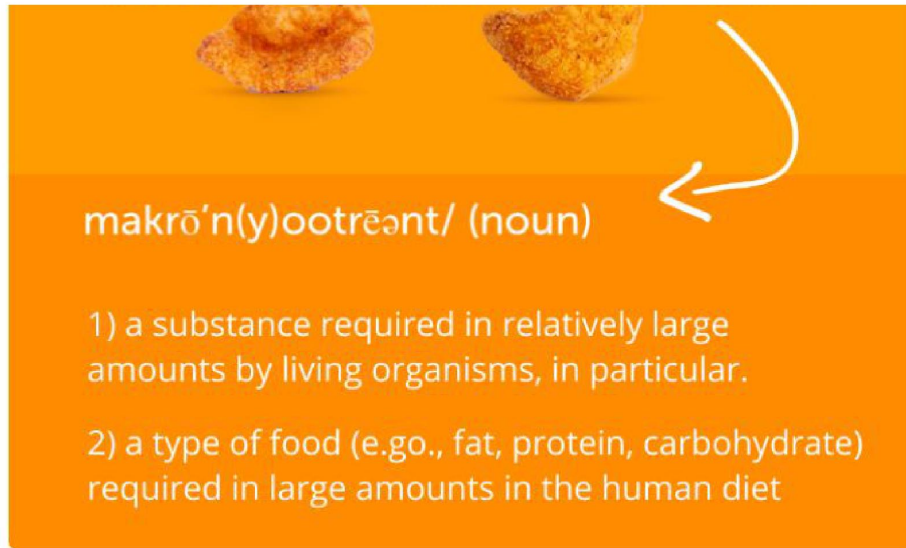 makrō′n(y)ootrēənt/ (noun)
1) a substance required in relatively large
amounts by living organisms, in particular.
2) a type of food (e.go., fat, protein, carbohydrate)
required in large amounts in the human diet